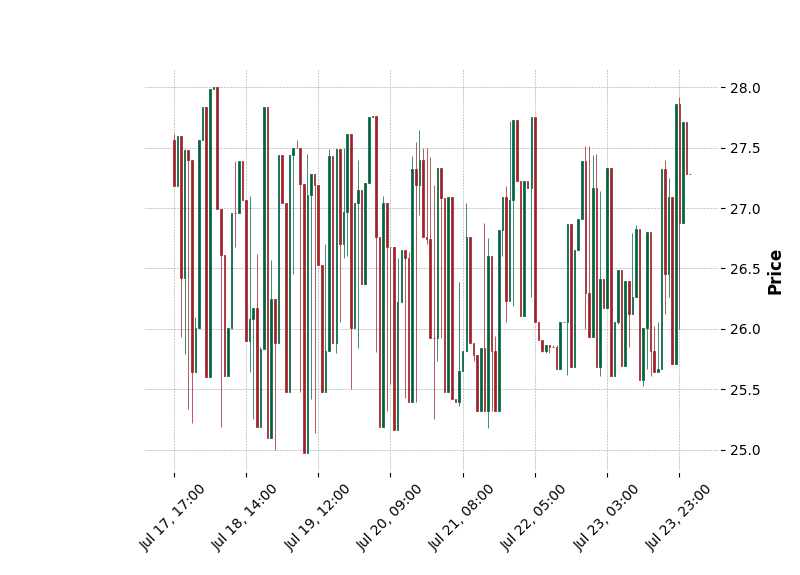 28.0
27.5
27.0
26.5
26.0
25.5
25.0
Price
Jul 17, 17:00
Jul 18, 14:00
Jul 19, 12:00
Jul 20, 09:00
Jul 21, 08:00
Jul 22, 05:00
Jul 23, 03:00
Jul 23, 23:00